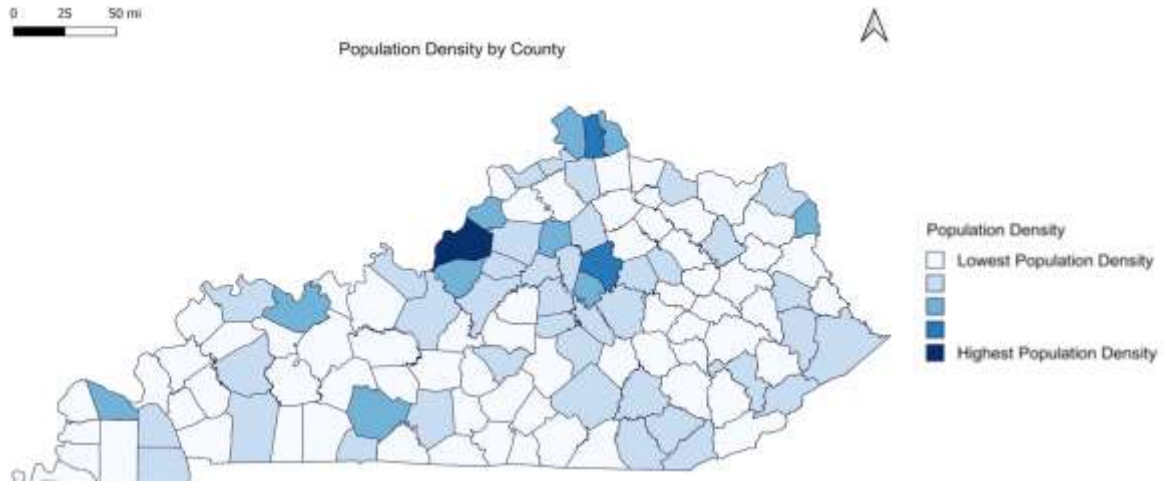 0 25 50 mi
Population Density by County
Population Density
Lowest Population Density
Highest Population Density